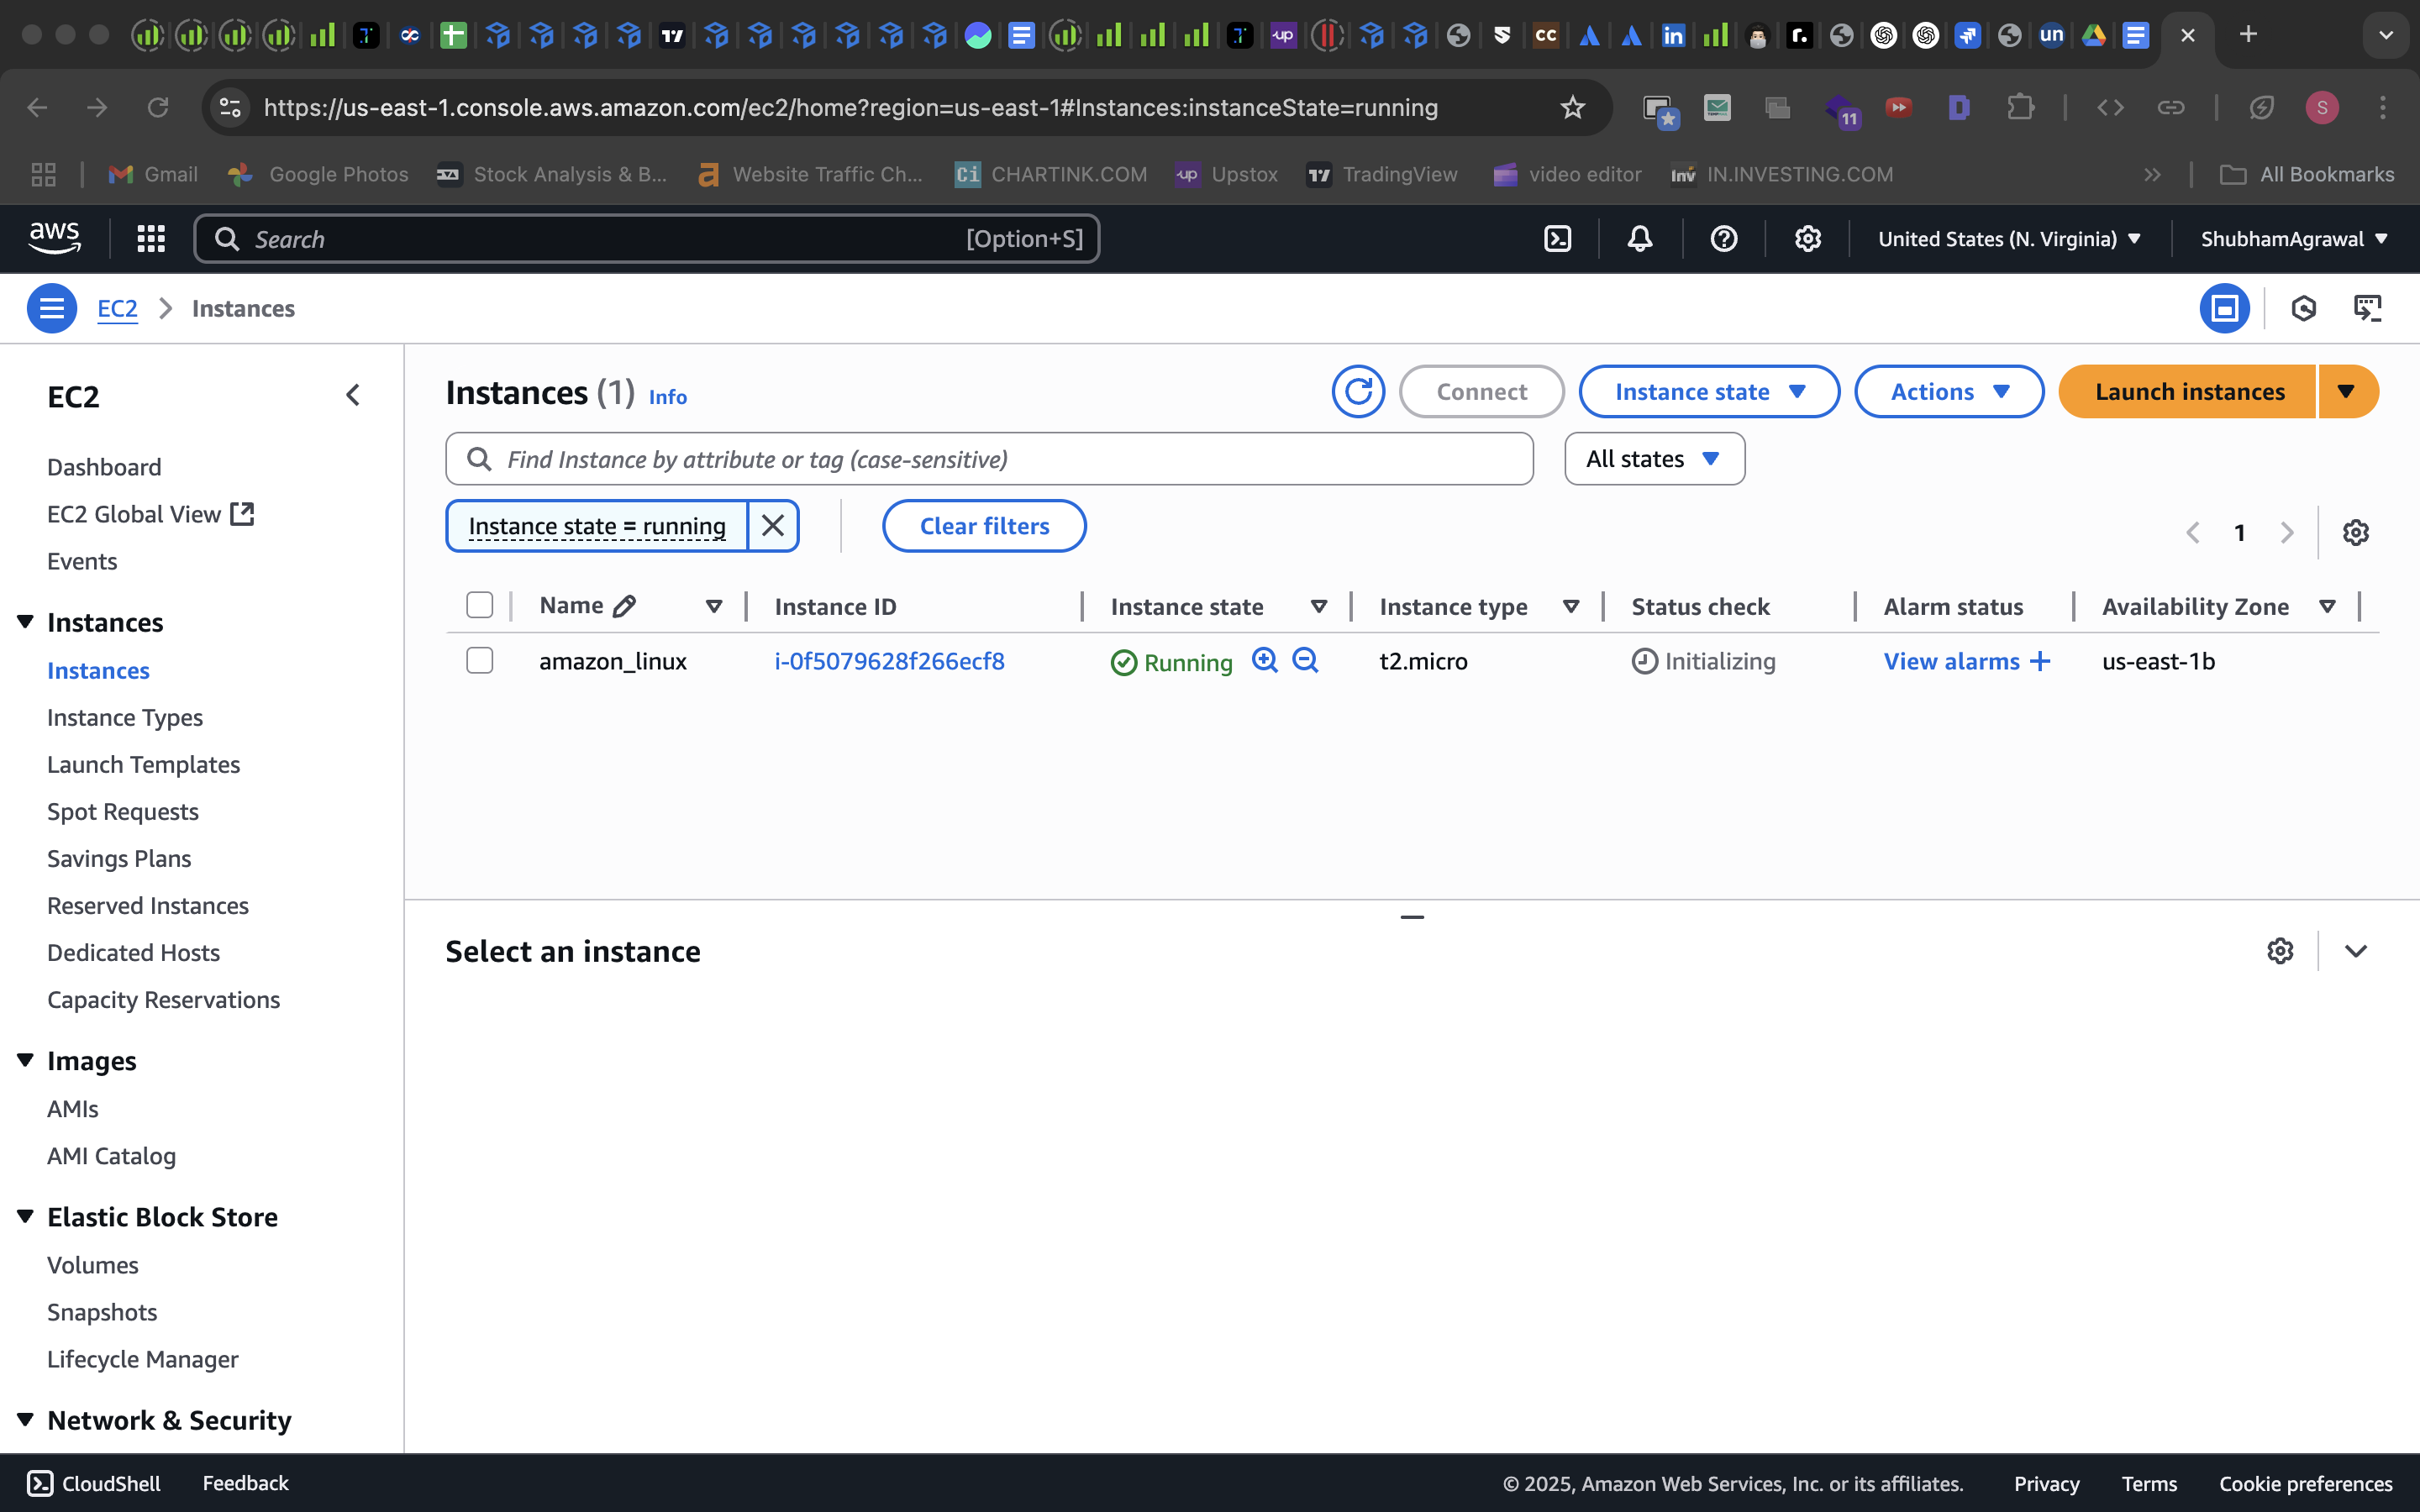 https://us-east-1.console.aws.amazon.com/ec2/home?region=us-east-1#Instances:instanceState=running
11
S
Gmail
Google Photos
Stock Analysis & B...
Website Traffic Ch...
CHARTINK.COM
Upstox
TradingView
video editor
IN.INVESTING.COM
All Bookmarks
aws
Search
[Option+S]
United States (N. Virginia)
ShubhamAgrawal
EC2
Instances
EC2
Dashboard
EC2 Global View
Events
Instances
Instances
Instance Types
Launch Templates
Spot Requests
Savings Plans
Reserved Instances
Dedicated Hosts
Capacity Reservations
Images
AMIs
AMI Catalog
Elastic Block Store
Volumes
Snapshots
Lifecycle Manager
Network & Security
Instances (1) Info
Connect
Instance state
Actions
Launch instances
Find Instance by attribute or tag (case-sensitive)
All states
Instance state = running
Clear filters
1
Name
Instance ID
Instance state
Instance type
Status check
Alarm status
Availability Zone
amazon_linux
i-0f5079628f266ecf8
Running
t2.micro
Initializing
View alarms
us-east-1b
Select an instance
CloudShell
Feedback
© 2025, Amazon Web Services, Inc. or its affiliates.
Privacy
Terms
Cookie preferences